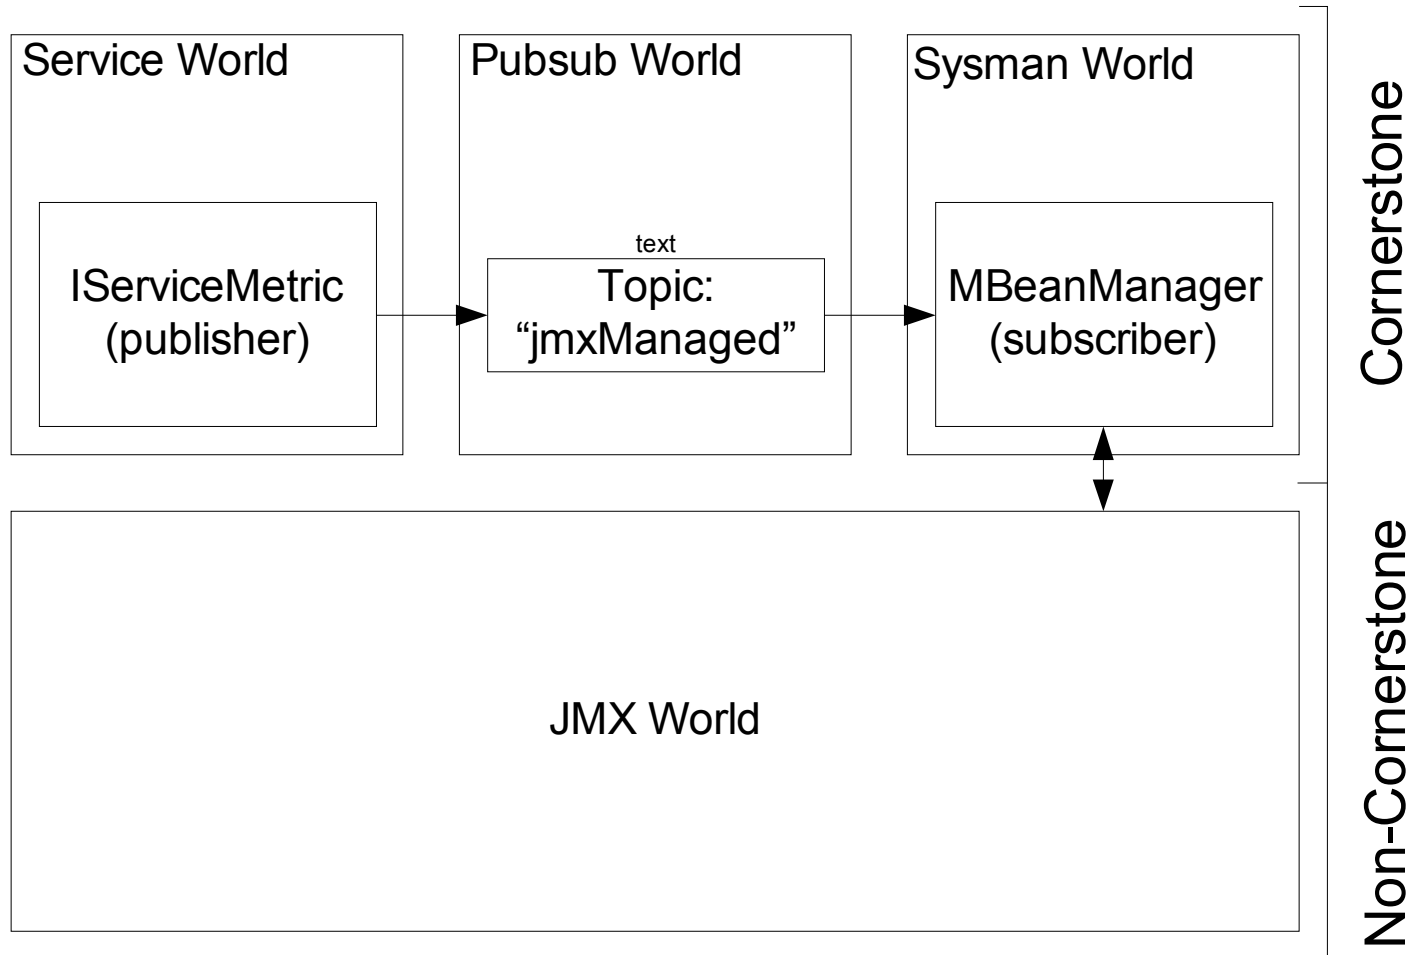 Service World
Pubsub World
Sysman World
IServiceMetric
(publisher)
text
Topic:
“jmxManaged”
MBeanManager
(subscriber)
Cornerstone
JMX World
Non-Cornerstone